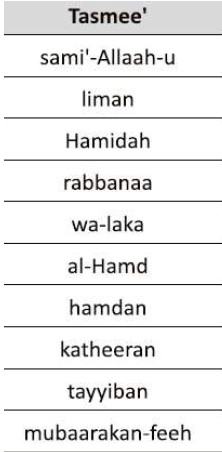 Tasmee'
sami'-Allaah-u
liman
Hamidah
rabbanaa
wa-laka
al-Hamd
hamdan
katheeran
tayyiban
mubaarakan-feeh